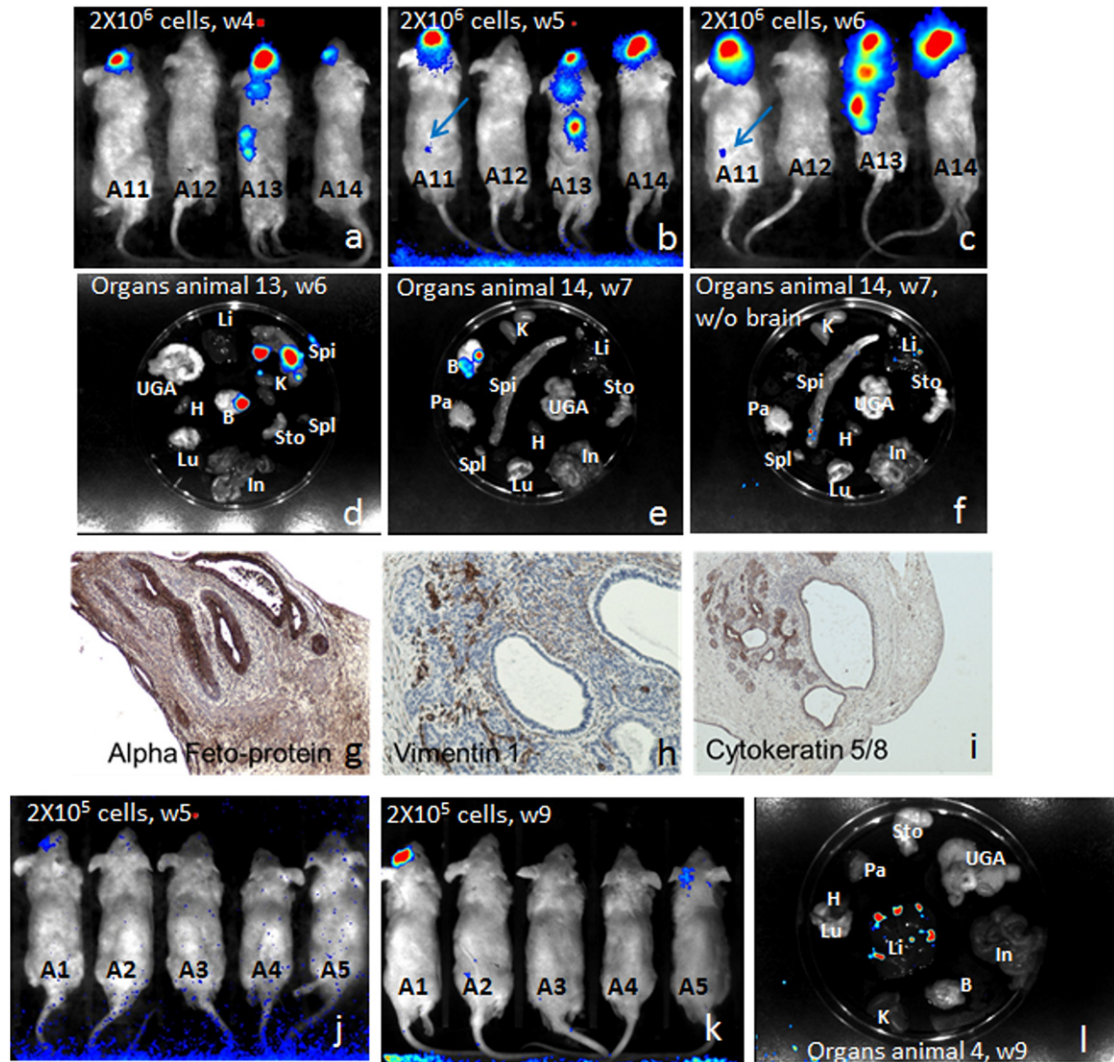 2X10⁶ cells, w4
A11 A12 A13 A14
a
2X10⁶ cells, w5
A11 A12 A13 A14
b
2X10⁶ cells, w6
A11 A12 A13 A14
c
Organs animal 13, w6
Li
Spi
UGA
K
H
B
Sto
Spl
Lu
In
d
Organs animal 14, w7
K
Li
B
Spi
Sto
Pa
UGA
H
Spl
In
Lu
e
Organs animal 14, w7,
w/o brain
K
Li
Spi
Sto
Pa
UGA
H
Spl
In
Lu
f
Alpha Feto-protein
g
Vimentin 1
h
Cytokeratin 5/8
i
2X10⁵ cells, w5
A1 A2 A3 A4 A5
j
2X10⁵ cells, w9
A1 A2 A3 A4 A5
k
Sto
Pa
UGA
H
Lu
Li
In
B
K
Organs animal 4, w9
l